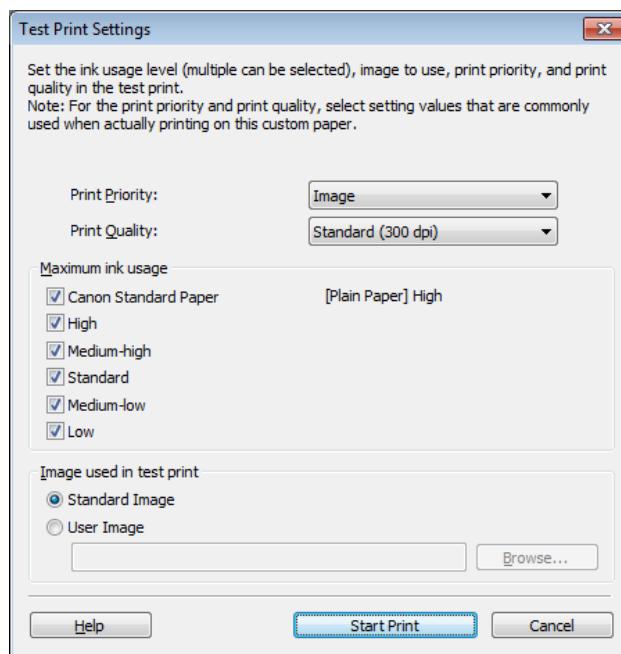 Test Print Settings
Set the ink usage level (multiple can be selected), image to use, print priority, and print
quality in the test print.
Note: For the print priority and print quality, select setting values that are commonly
used when actually printing on this custom paper.
Print Priority: Image
Print Quality: Standard (300 dpi)
Maximum ink usage
Canon Standard Paper [Plain Paper] High
High
Medium-high
Standard
Medium-low
Low
Image used in test print
Standard Image
User Image
Browse...
Help Start Print Cancel